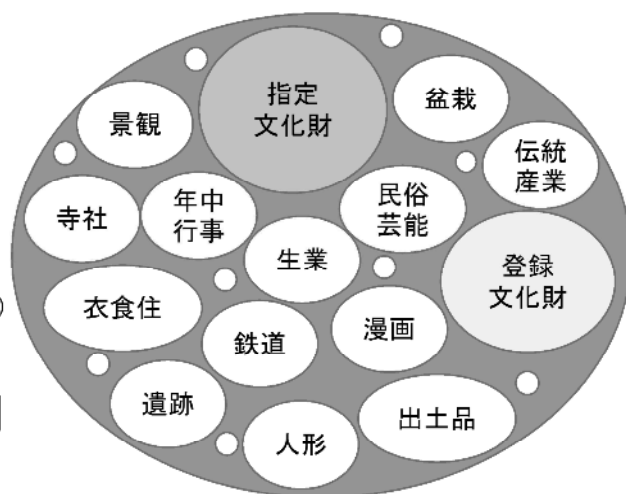 指定
文化財
景観
盆栽
伝統
産業
寺社
年中
行事
民俗
芸能
生業
登録
文化財
衣食住
鉄道
漫画
遺跡
人形
出土品